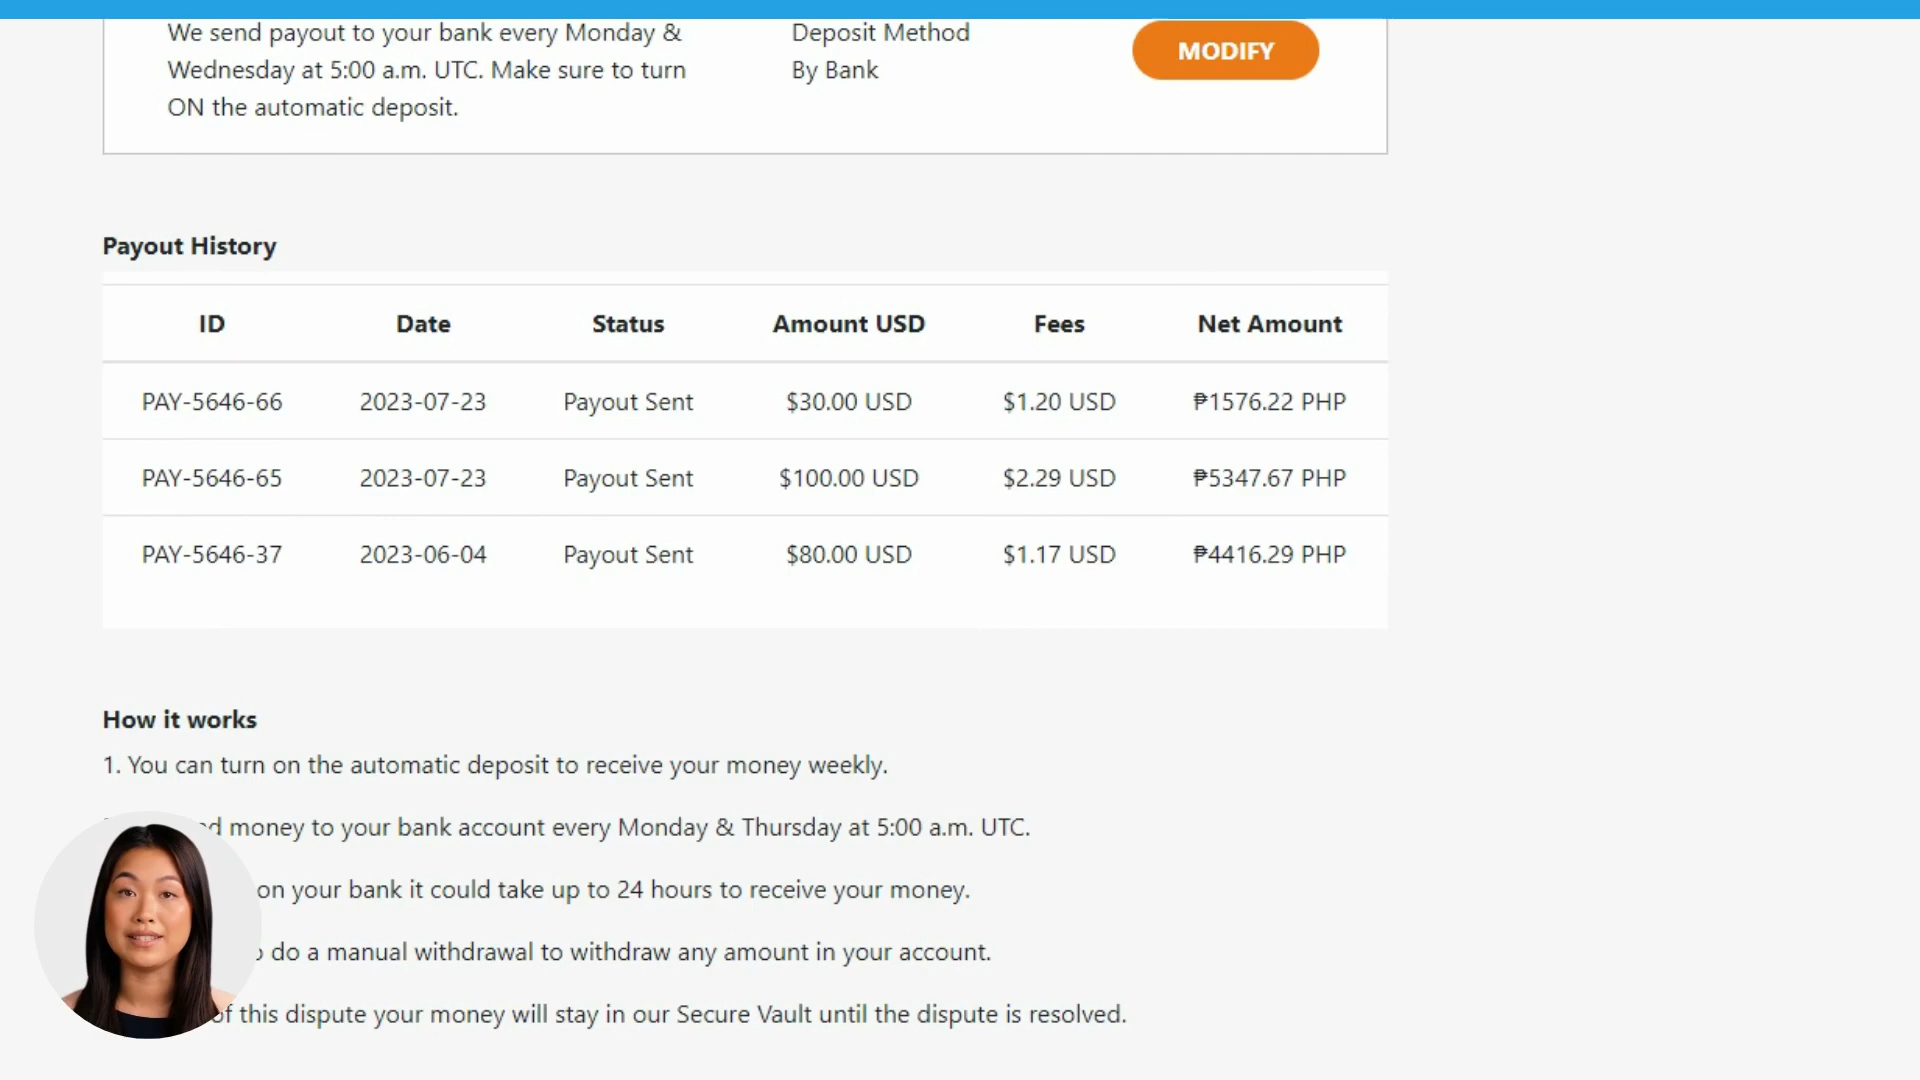 We send payout to your bank every Monday &
Wednesday at 5:00 a.m. UTC. Make sure to turn
ON the automatic deposit.
Deposit Method
By Bank
MODIFY
Payout History
ID Date Status Amount USD Fees Net Amount
PAY-5646-66 2023-07-23 Payout Sent $30.00 USD $1.20 USD ₱1576.22 PHP
PAY-5646-65 2023-07-23 Payout Sent $100.00 USD $2.29 USD ₱5347.67 PHP
PAY-5646-37 2023-06-04 Payout Sent $80.00 USD $1.17 USD ₱4416.29 PHP
How it works
1. You can turn on the automatic deposit to receive your money weekly.
money to your bank account every Monday & Thursday at 5:00 a.m. UTC.
on your bank it could take up to 24 hours to receive your money.
do a manual withdrawal to withdraw any amount in your account.
of this dispute your money will stay in our Secure Vault until the dispute is resolved.